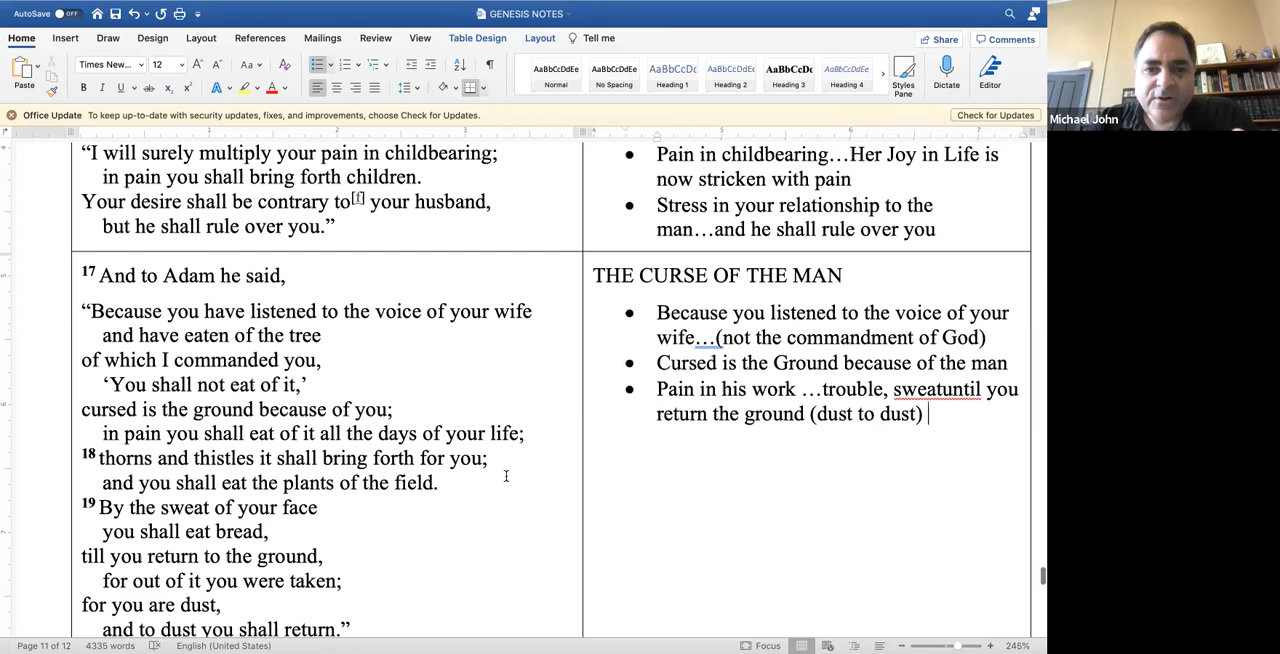 AutoSave OFF
GENESIS NOTES
Home Insert Draw Design Layout References Mailings Review View Table Design Layout Tell me
Share Comments
Paste
Times New... 12
Aa
B I U ab x₂ x²
AaBbCcDdEe AaBbCcDdEe AaBbCcDc AaBbCcDdE AaBbCcDc AaBbCcDdEe
Normal No Spacing Heading 1 Heading 2 Heading 3 Heading 4
Styles
Pane
Dictate
Editor
Office Update To keep up-to-date with security updates, fixes, and improvements, choose Check for Updates.
Check for Updates
Michael John
1 2 3 4 5 6 7
“I will surely multiply your pain in childbearing;
in pain you shall bring forth children.
Your desire shall be contrary to[f] your husband,
but he shall rule over you.”
• Pain in childbearing…Her Joy in Life is
now stricken with pain
• Stress in your relationship to the
man…and he shall rule over you
17 And to Adam he said,
“Because you have listened to the voice of your wife
and have eaten of the tree
of which I commanded you,
‘You shall not eat of it,’
cursed is the ground because of you;
in pain you shall eat of it all the days of your life;
18 thorns and thistles it shall bring forth for you;
and you shall eat the plants of the field.
19 By the sweat of your face
you shall eat bread,
till you return to the ground,
for out of it you were taken;
for you are dust,
and to dust you shall return.”
THE CURSE OF THE MAN
• Because you listened to the voice of your
wife…(not the commandment of God)
• Cursed is the Ground because of the man
• Pain in his work …trouble, sweatuntil you
return the ground (dust to dust)
Page 11 of 12 4335 words English (United States)
Focus
245%